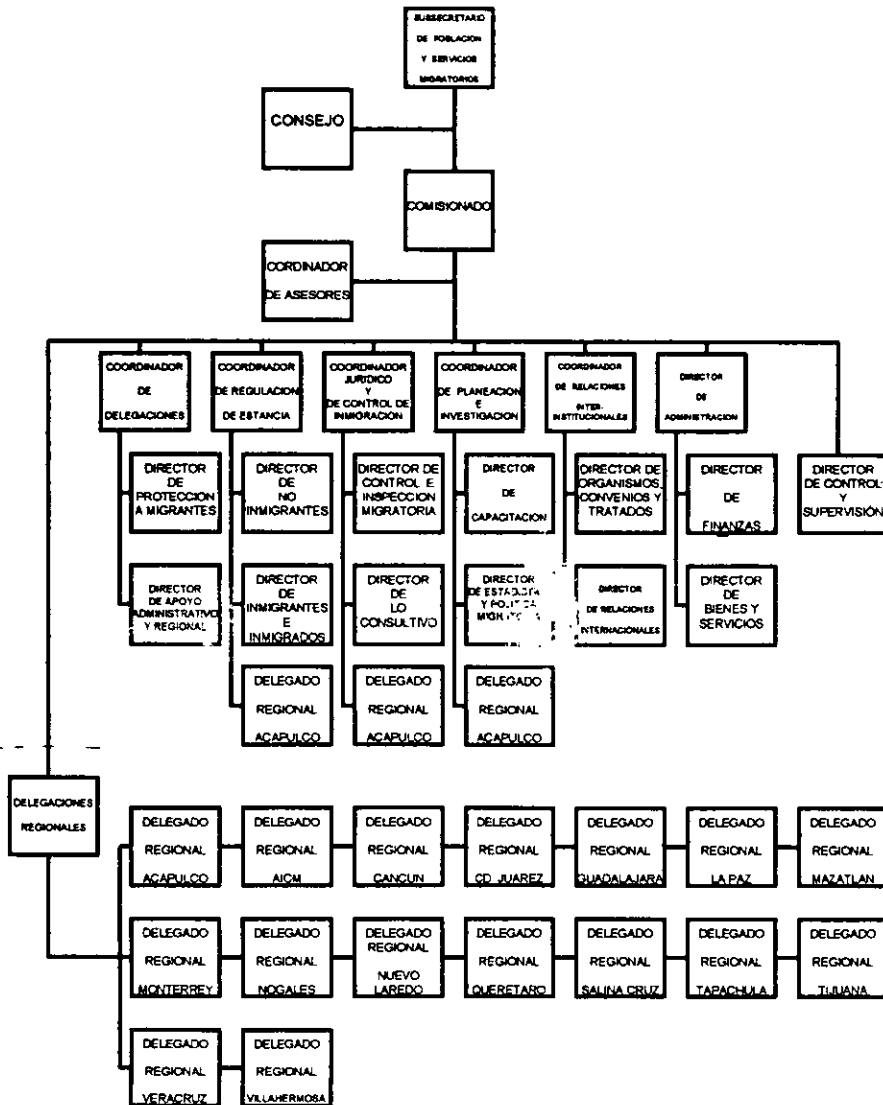 SUBSECRETARIO
DE POBLACION
Y SERVICIOS
MIGRATORIOS
CONSEJO
COMISIONADO
CORDINADOR
DE ASESORES
COORDINADOR
DE
DELEGACIONES
COORDINADOR
DE REGULACION
DE ESTANCIA
COORDINADOR
JURIDICO
Y
DE CONTROL DE
INMIGRACION
COORDINADOR
DE PLANEACION
E
INVESTIGACION
COORDINADOR
DE RELACIONES
INTER-
INSTITUCIONALES
DIRECTOR
DE
ADMINISTRACION
DIRECTOR
DE
PROTECCION
A MIGRANTES
DIRECTOR
DE
NO
INMIGRANTES
DIRECTOR DE
CONTROL E
INSPECCION
MIGRATORIA
DIRECTOR
DE
CAPACITACION
DIRECTOR DE
ORGANISMOS,
CONVENIOS Y
TRATADOS
DIRECTOR
DE
FINANZAS
DIRECTOR
DE CONTROL
Y
SUPERVISIÓN
DIRECTOR
DE APOYO
ADMINISTRATIVO
Y REGIONAL
DIRECTOR
DE
INMIGRANTES
E
INMIGRADOS
DIRECTOR
DE
LO
CONSULTIVO
DIRECTOR
DE
Y POLITICA
DIRECTOR
DE RELACIONES
INTERNACIONALES
DIRECTOR
DE
BIENES Y
SERVICIOS
DELEGADO
REGIONAL
ACAPULCO
DELEGADO
REGIONAL
ACAPULCO
DELEGADO
REGIONAL
ACAPULCO
DELEGACIONES
REGIONALES
DELEGADO
REGIONAL
ACAPULCO
DELEGADO
REGIONAL
AICM
DELEGADO
REGIONAL
CANCUN
DELEGADO
REGIONAL
CD. JUAREZ
DELEGADO
REGIONAL
GUADALAJARA
DELEGADO
REGIONAL
LA PAZ
DELEGADO
REGIONAL
MAZATLAN
DELEGADO
REGIONAL
MONTERREY
DELEGADO
REGIONAL
NOGALES
DELEGADO
REGIONAL
NUEVO
LAREDO
DELEGADO
REGIONAL
QUERETARO
DELEGADO
REGIONAL
SALINA CRUZ
DELEGADO
REGIONAL
TAPACHULA
DELEGADO
REGIONAL
TIJUANA
DELEGADO
REGIONAL
VERACRUZ
DELEGADO
REGIONAL
VILLAHERMOSA